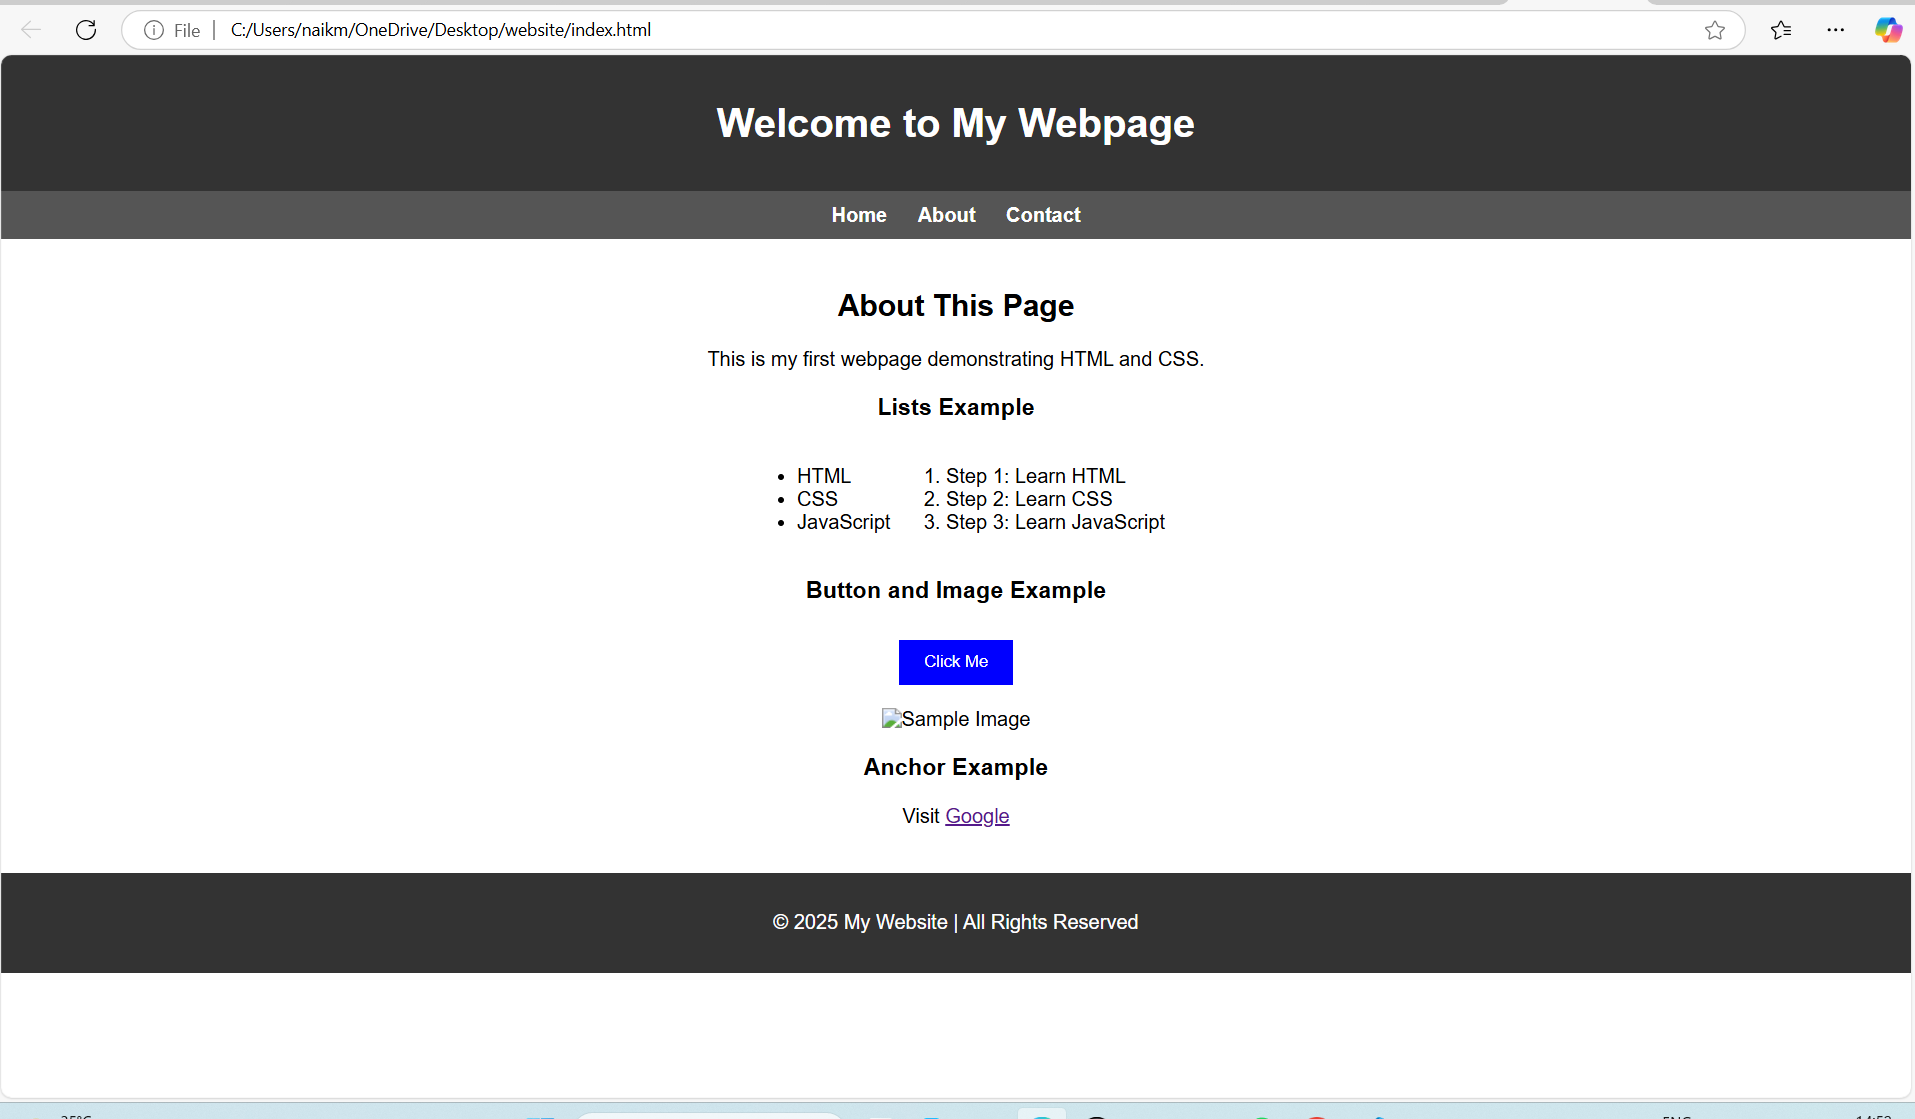 File | C:/Users/naikm/OneDrive/Desktop/website/index.html
Welcome to My Webpage
Home About Contact
About This Page
This is my first webpage demonstrating HTML and CSS.
Lists Example
• HTML
• CSS
• JavaScript
1. Step 1: Learn HTML
2. Step 2: Learn CSS
3. Step 3: Learn JavaScript
Button and Image Example
Click Me
Sample Image
Anchor Example
Visit Google
© 2025 My Website | All Rights Reserved